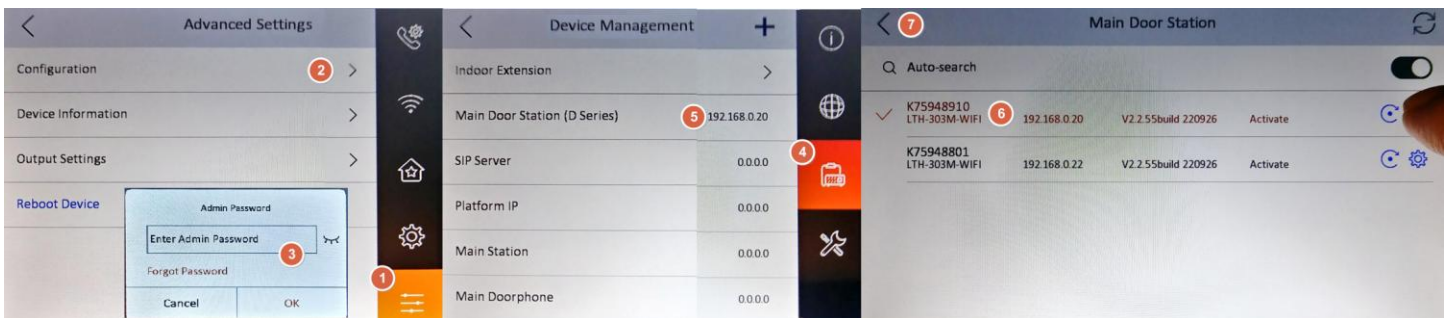 Advanced Settings
Configuration
2
Device Information
Output Settings
Reboot Device
Admin Password
Enter Admin Password
3
Forgot Password
Cancel OK
1
Device Management
Indoor Extension
Main Door Station (D Series) 5 192.168.0.20
SIP Server 0.0.0.0
Platform IP 0.0.0.0
Main Station 0.0.0.0
Main Doorphone 0.0.0.0
4
7 Main Door Station
Auto-search
K75948910
LTH-303M-WIFI 6 192.168.0.20 V2.2.55build 220926 Activate
K75948801
LTH-303M-WIFI 192.168.0.22 V2.2.55build 220926 Activate